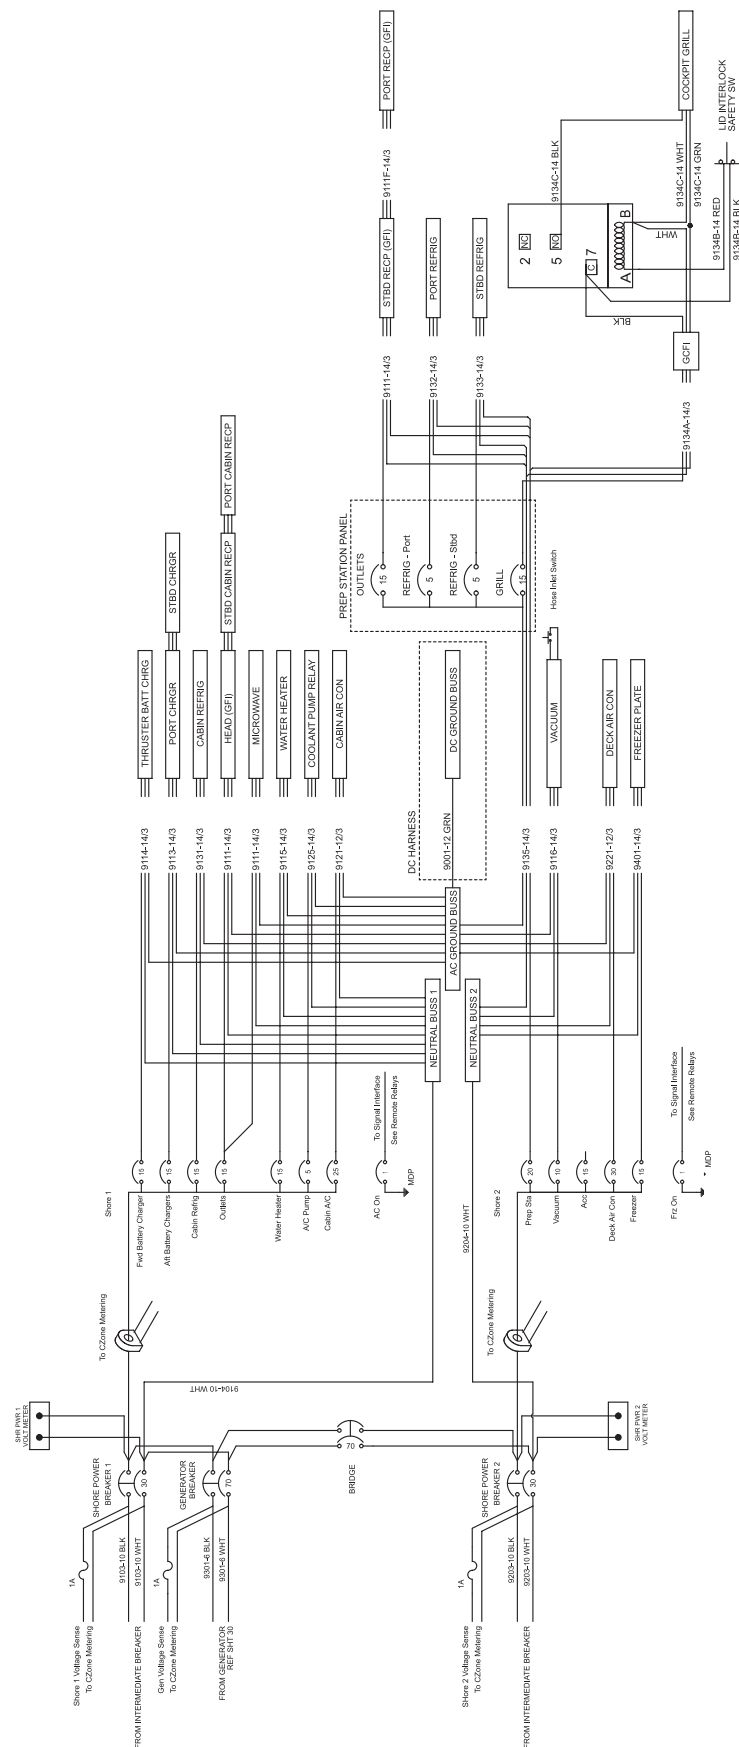 PORT RECP (GFI)
9111F-14/3
STBD RECP (GFI)
PORT REFRIG
STBD REFRIG
9111-14/3
9132-14/3
9133-14/3
COCKPIT GRILL
LID INTERLOCK
SAFETY SW
9134C-14 BLK
9134C-14 WHT
9134C-14 GRN
9134B-14 RED
9134B-14 BLK
2
NC
5
NO
7
C
A
B
WHT
BLK
GCFI
9134A-14/3
PREP STATION PANEL
OUTLETS
15
REFRIG - Port
5
REFRIG - Stbd
5
GRILL
15
Hose Inlet Switch
THRUSTER BATT CHRG
PORT CHRGR
STBD CHRGR
CABIN REFRIG
HEAD (GFI)
STBD CABIN RECP
PORT CABIN RECP
MICROWAVE
WATER HEATER
COOLANT PUMP RELAY
CABIN AIR CON
DC HARNESS
DC GROUND BUSS
9001-12 GRN
VACUUM
DECK AIR CON
FREEZER PLATE
9114-14/3
9113-14/3
9131-14/3
9111-14/3
9111-14/3
9115-14/3
9125-14/3
9121-12/3
9135-14/3
9116-14/3
9221-12/3
9401-14/3
AC GROUND BUSS
NEUTRAL BUSS 1
NEUTRAL BUSS 2
Shore 1
Fwd Battery Charger
15
Aft Battery Chargers
15
Cabin Refrig
15
Outlets
15
Water Heater
15
A/C Pump
5
Cabin A/C
25
AC On
1
MDP
To Signal Interface
See Remote Relays
Shore 2
Prep Sta
20
Vacuum
10
Acc
15
Deck Air Con
30
Freezer
15
Frz On
1
MDP
To Signal Interface
See Remote Relays
9204-10 WHT
9104-10 WHT
To CZone Metering
To CZone Metering
SHR PWR 1
VOLT METER
SHR PWR 2
VOLT METER
SHORE POWER
BREAKER 1
30
GENERATOR
BREAKER
70
BRIDGE
70
SHORE POWER
BREAKER 2
30
1A
9103-10 BLK
9103-10 WHT
1A
9301-6 BLK
9301-6 WHT
1A
9203-10 BLK
9203-10 WHT
Shore 1 Voltage Sense
To CZone Metering
FROM INTERMEDIATE BREAKER
Gen Voltage Sense
To CZone Metering
FROM GENERATOR
REF SHT 30
SHore 2 Voltage Sense
To CZone Metering
FROM INTERMEDIATE BREAKER